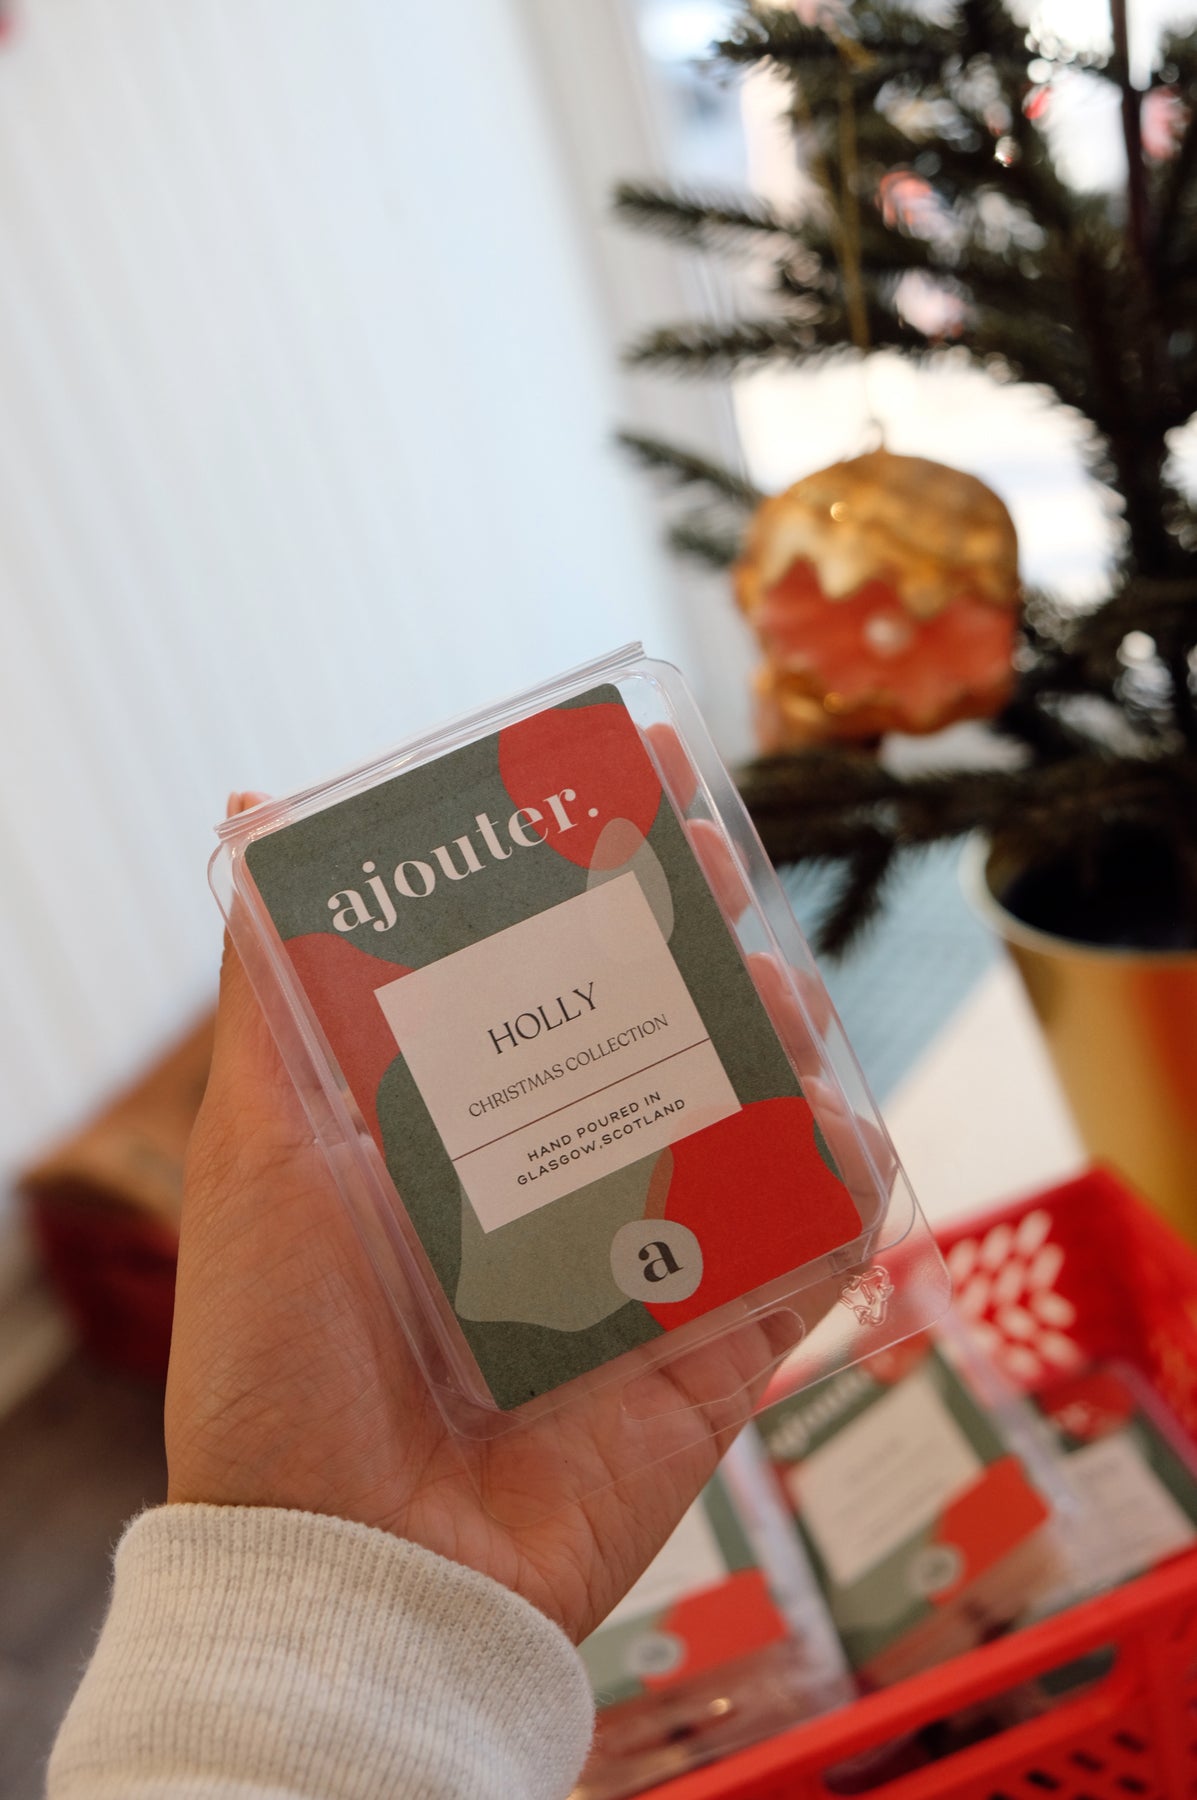 ajouter.
HOLLY
CHRISTMAS COLLECTION
HAND POURED IN
GLASGOW,SCOTLAND
a